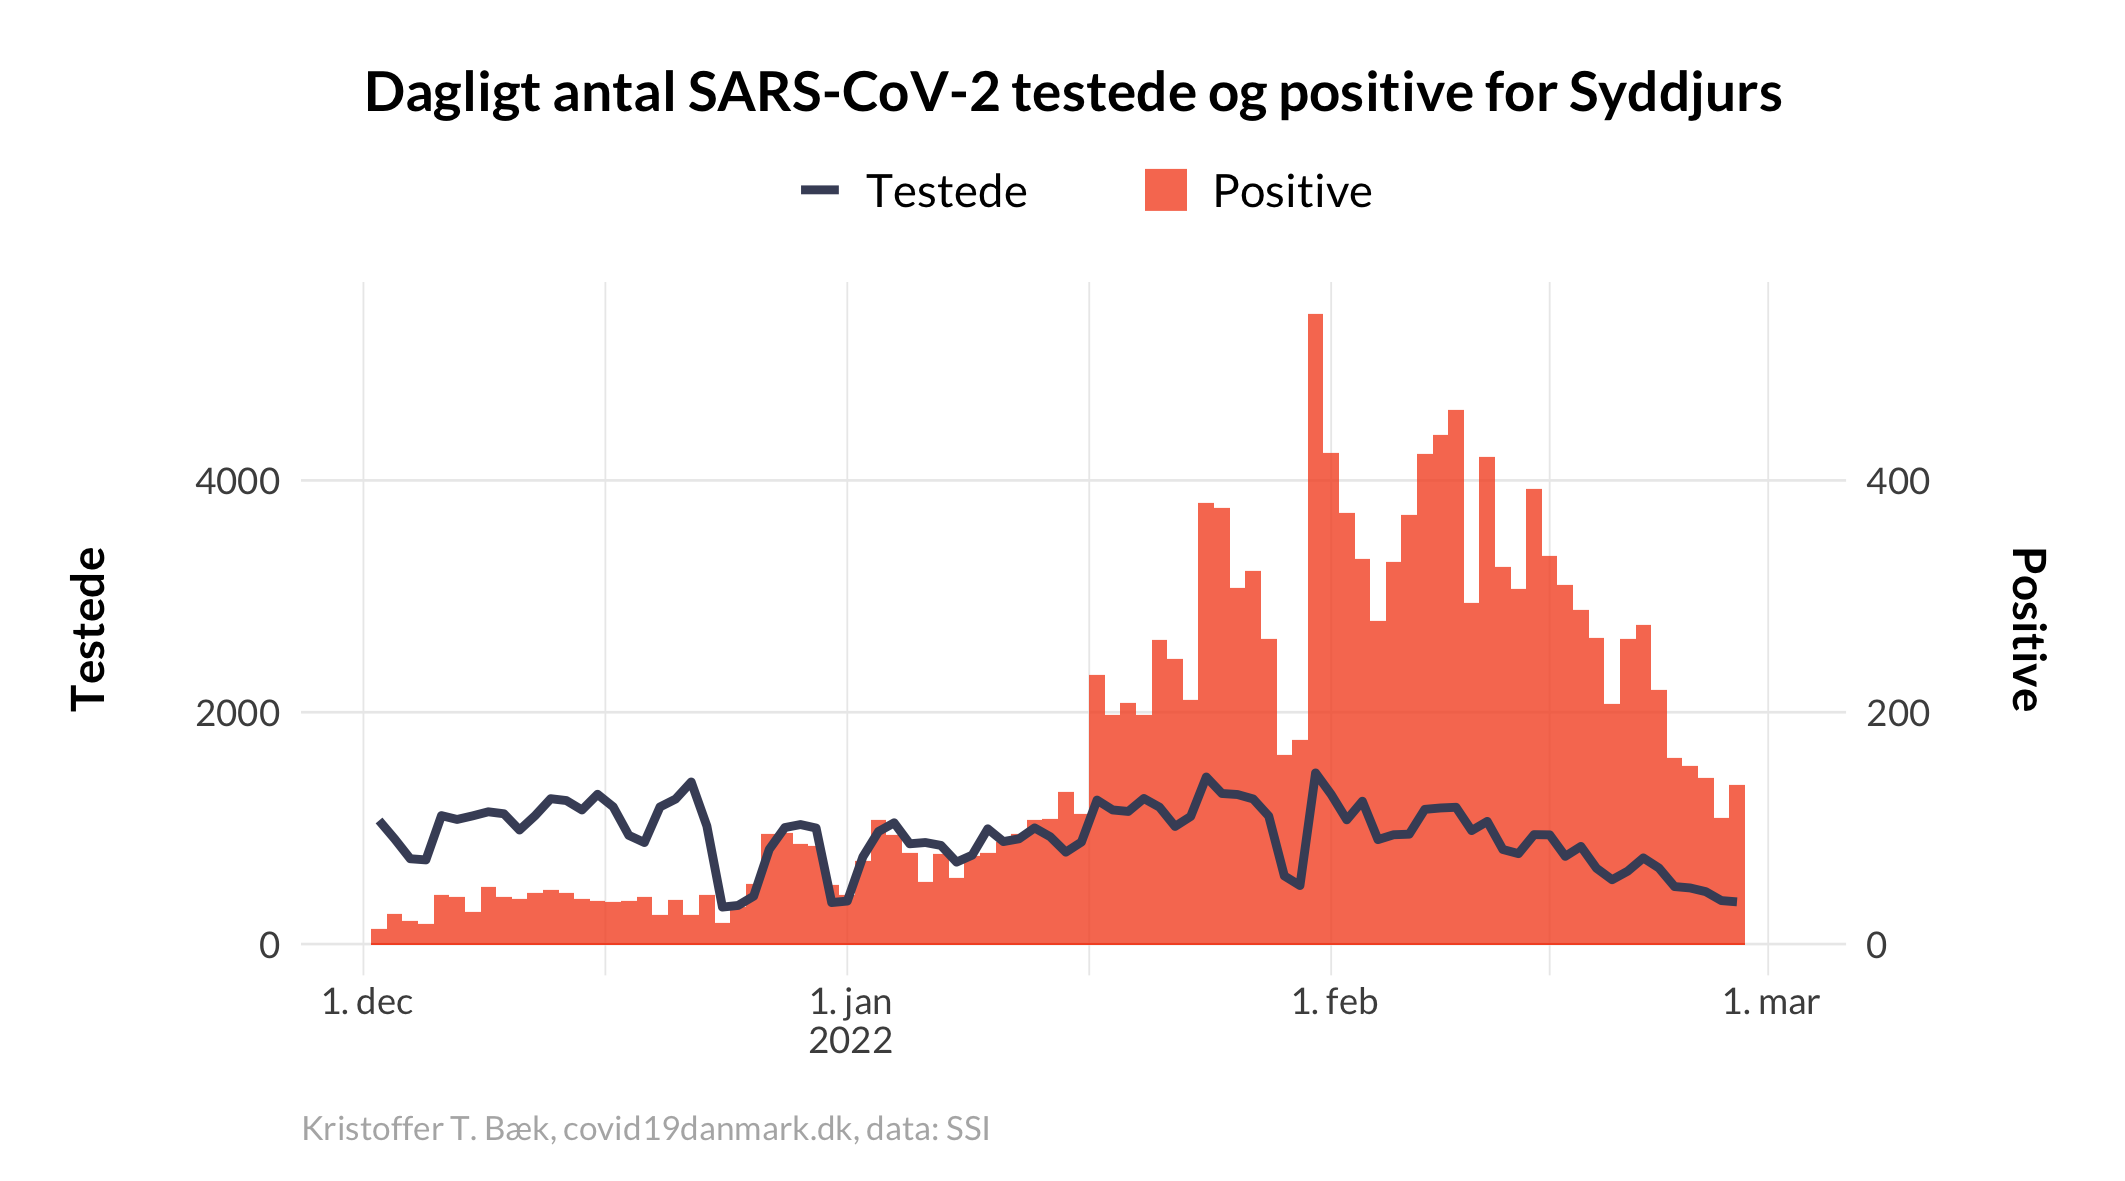 Dagligt antal SARS-CoV-2 testede og positive for Syddjurs
Testede
Positive
Testede
4000
2000
0
400
200
0
Positive
1. dec
1. jan
2022
1. feb
1. mar
Kristoffer T. Bæk, covid19danmark.dk, data: SSI